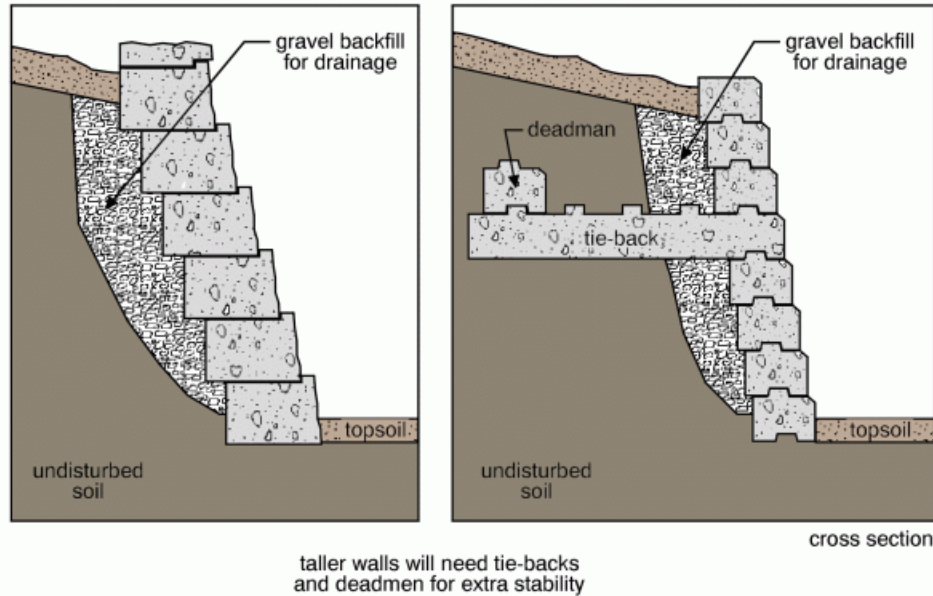 gravel backfill
for drainage
topsoil
undisturbed
soil
gravel backfill
for drainage
deadman
tie-back
topsoil
undisturbed
soil
cross section
taller walls will need tie-backs
and deadmen for extra stability